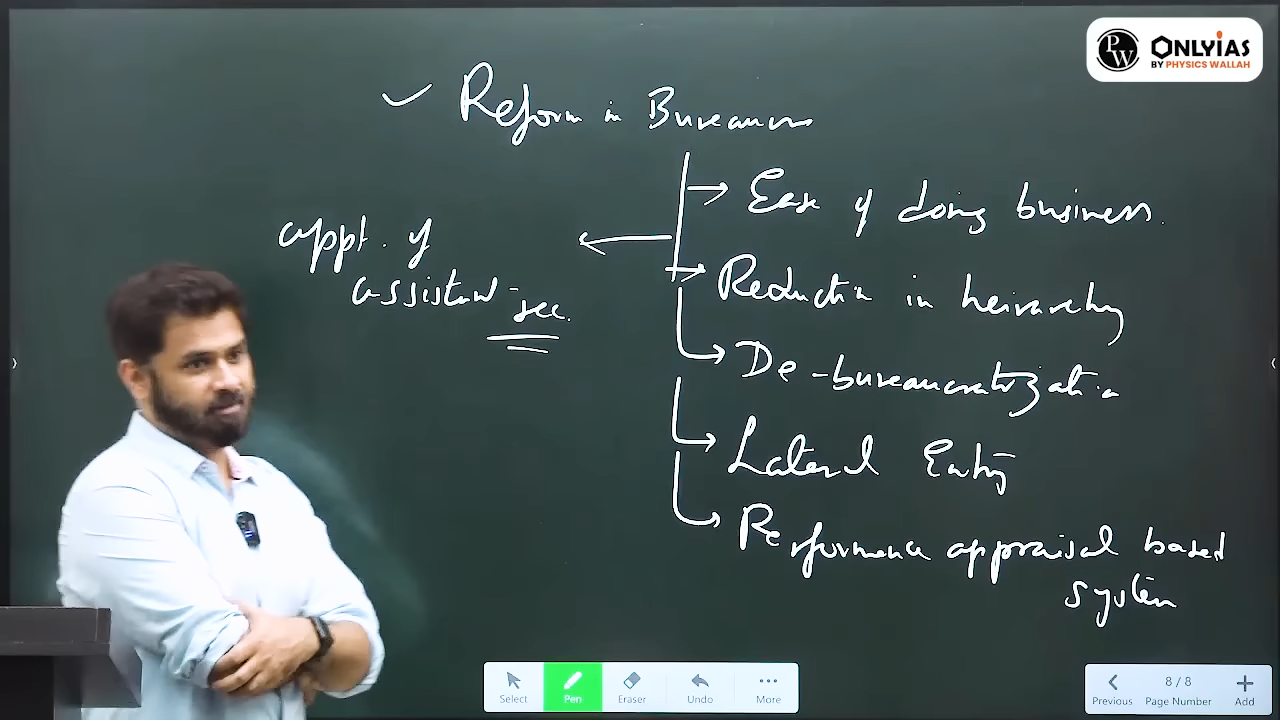 PW
ONLYIAS
BY PHYSICS WALLAH
Reform in Bureaucracy
Ease of doing business.
appt. of
assistant-sec.
Reduction in heirarchy
De-bureaucratization
Lateral Entry
Performance appraisal based
system
Select
Pen
Eraser
Undo
More
Previous
8 / 8
Page Number
Add